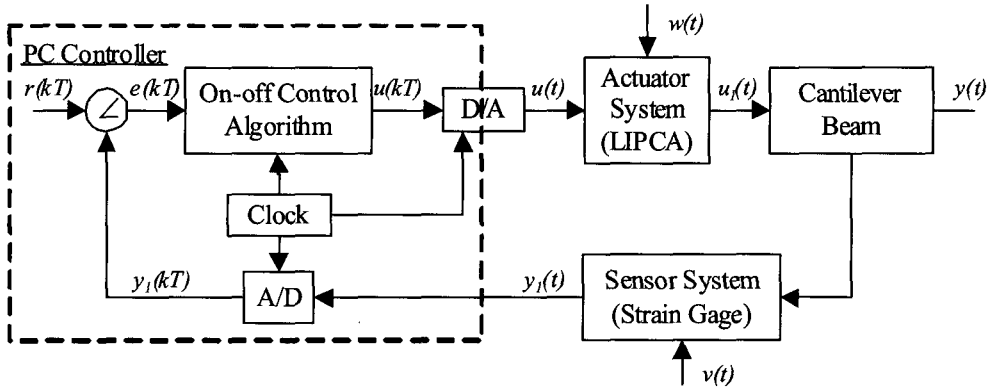 w(t)
PC Controller
r(kT)
e(kT)
On-off Control
Algorithm
u(kT)
D/A
u(t)
Actuator
System
(LIPCA)
u₁(t)
Cantilever
Beam
y(t)
∠
Clock
y₁(kT)
A/D
y₁(t)
Sensor System
(Strain Gage)
v(t)